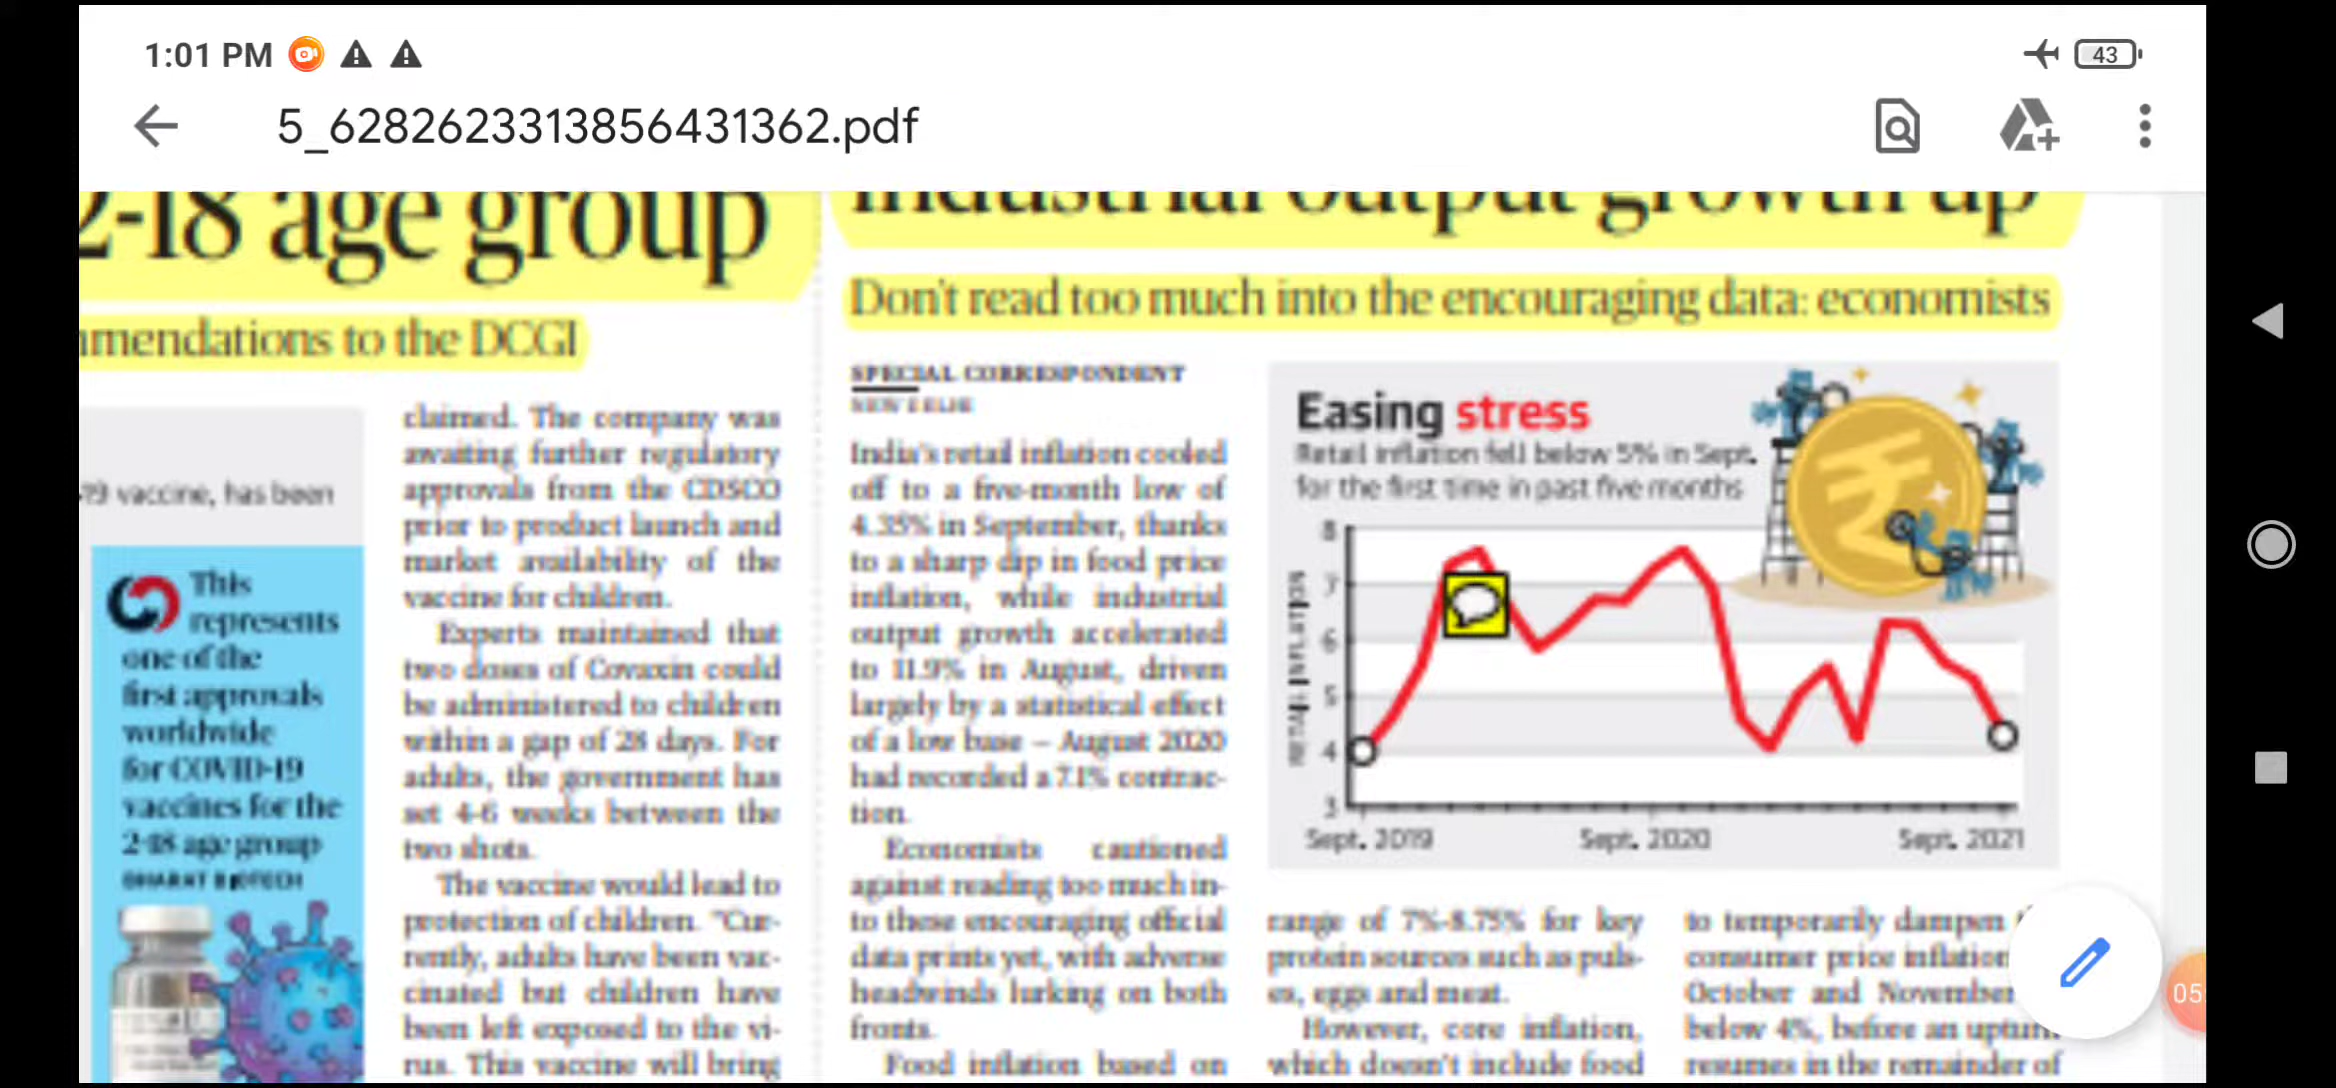 1:01 PM
43
5_6282623313856431362.pdf
2-18 age group
mmendations to the DCGI
19 vaccine, has been
This
represents
one of the
first approvals
worldwide
for COVID-19
vaccines for the
2-18 age group
BHARAT BIOTECH
claimed. The company was
awaiting further regulatory
approvals from the CDSCO
prior to product launch and
market availability of the
vaccine for children.
Experts maintained that
two doses of Covaxin could
be administered to children
within a gap of 28 days. For
adults, the government has
set 4-6 weeks between the
two shots.
The vaccine would lead to
protection of children. "Cur-
rently, adults have been vac-
cinated but children have
been left exposed to the vi-
rus. This vaccine will bring
industrial output growth up
Don't read too much into the encouraging data: economists
SPECIAL CORRESPONDENT
NEW DELHI
India's retail inflation cooled
off to a five-month low of
4.35% in September, thanks
to a sharp dip in food price
inflation, while industrial
output growth accelerated
to 11.9% in August, driven
largely by a statistical effect
of a low base – August 2020
had recorded a 7.1% contrac-
tion.
Economists cautioned
against reading too much in-
to these encouraging official
data prints yet, with adverse
headwinds lurking on both
fronts.
Food inflation based on
Easing stress
Retail inflation fell below 5% in Sept.
for the first time in past five months
RETAIL INFLATION
8
7
6
5
4
3
Sept. 2019
Sept. 2020
Sept. 2021
range of 7%-8.75% for key
protein sources such as puls-
es, eggs and meat.
However, core inflation,
which doesn't include food
to temporarily dampen
consumer price inflation
October and November
below 4%, before an upturn
resumes in the remainder of
05